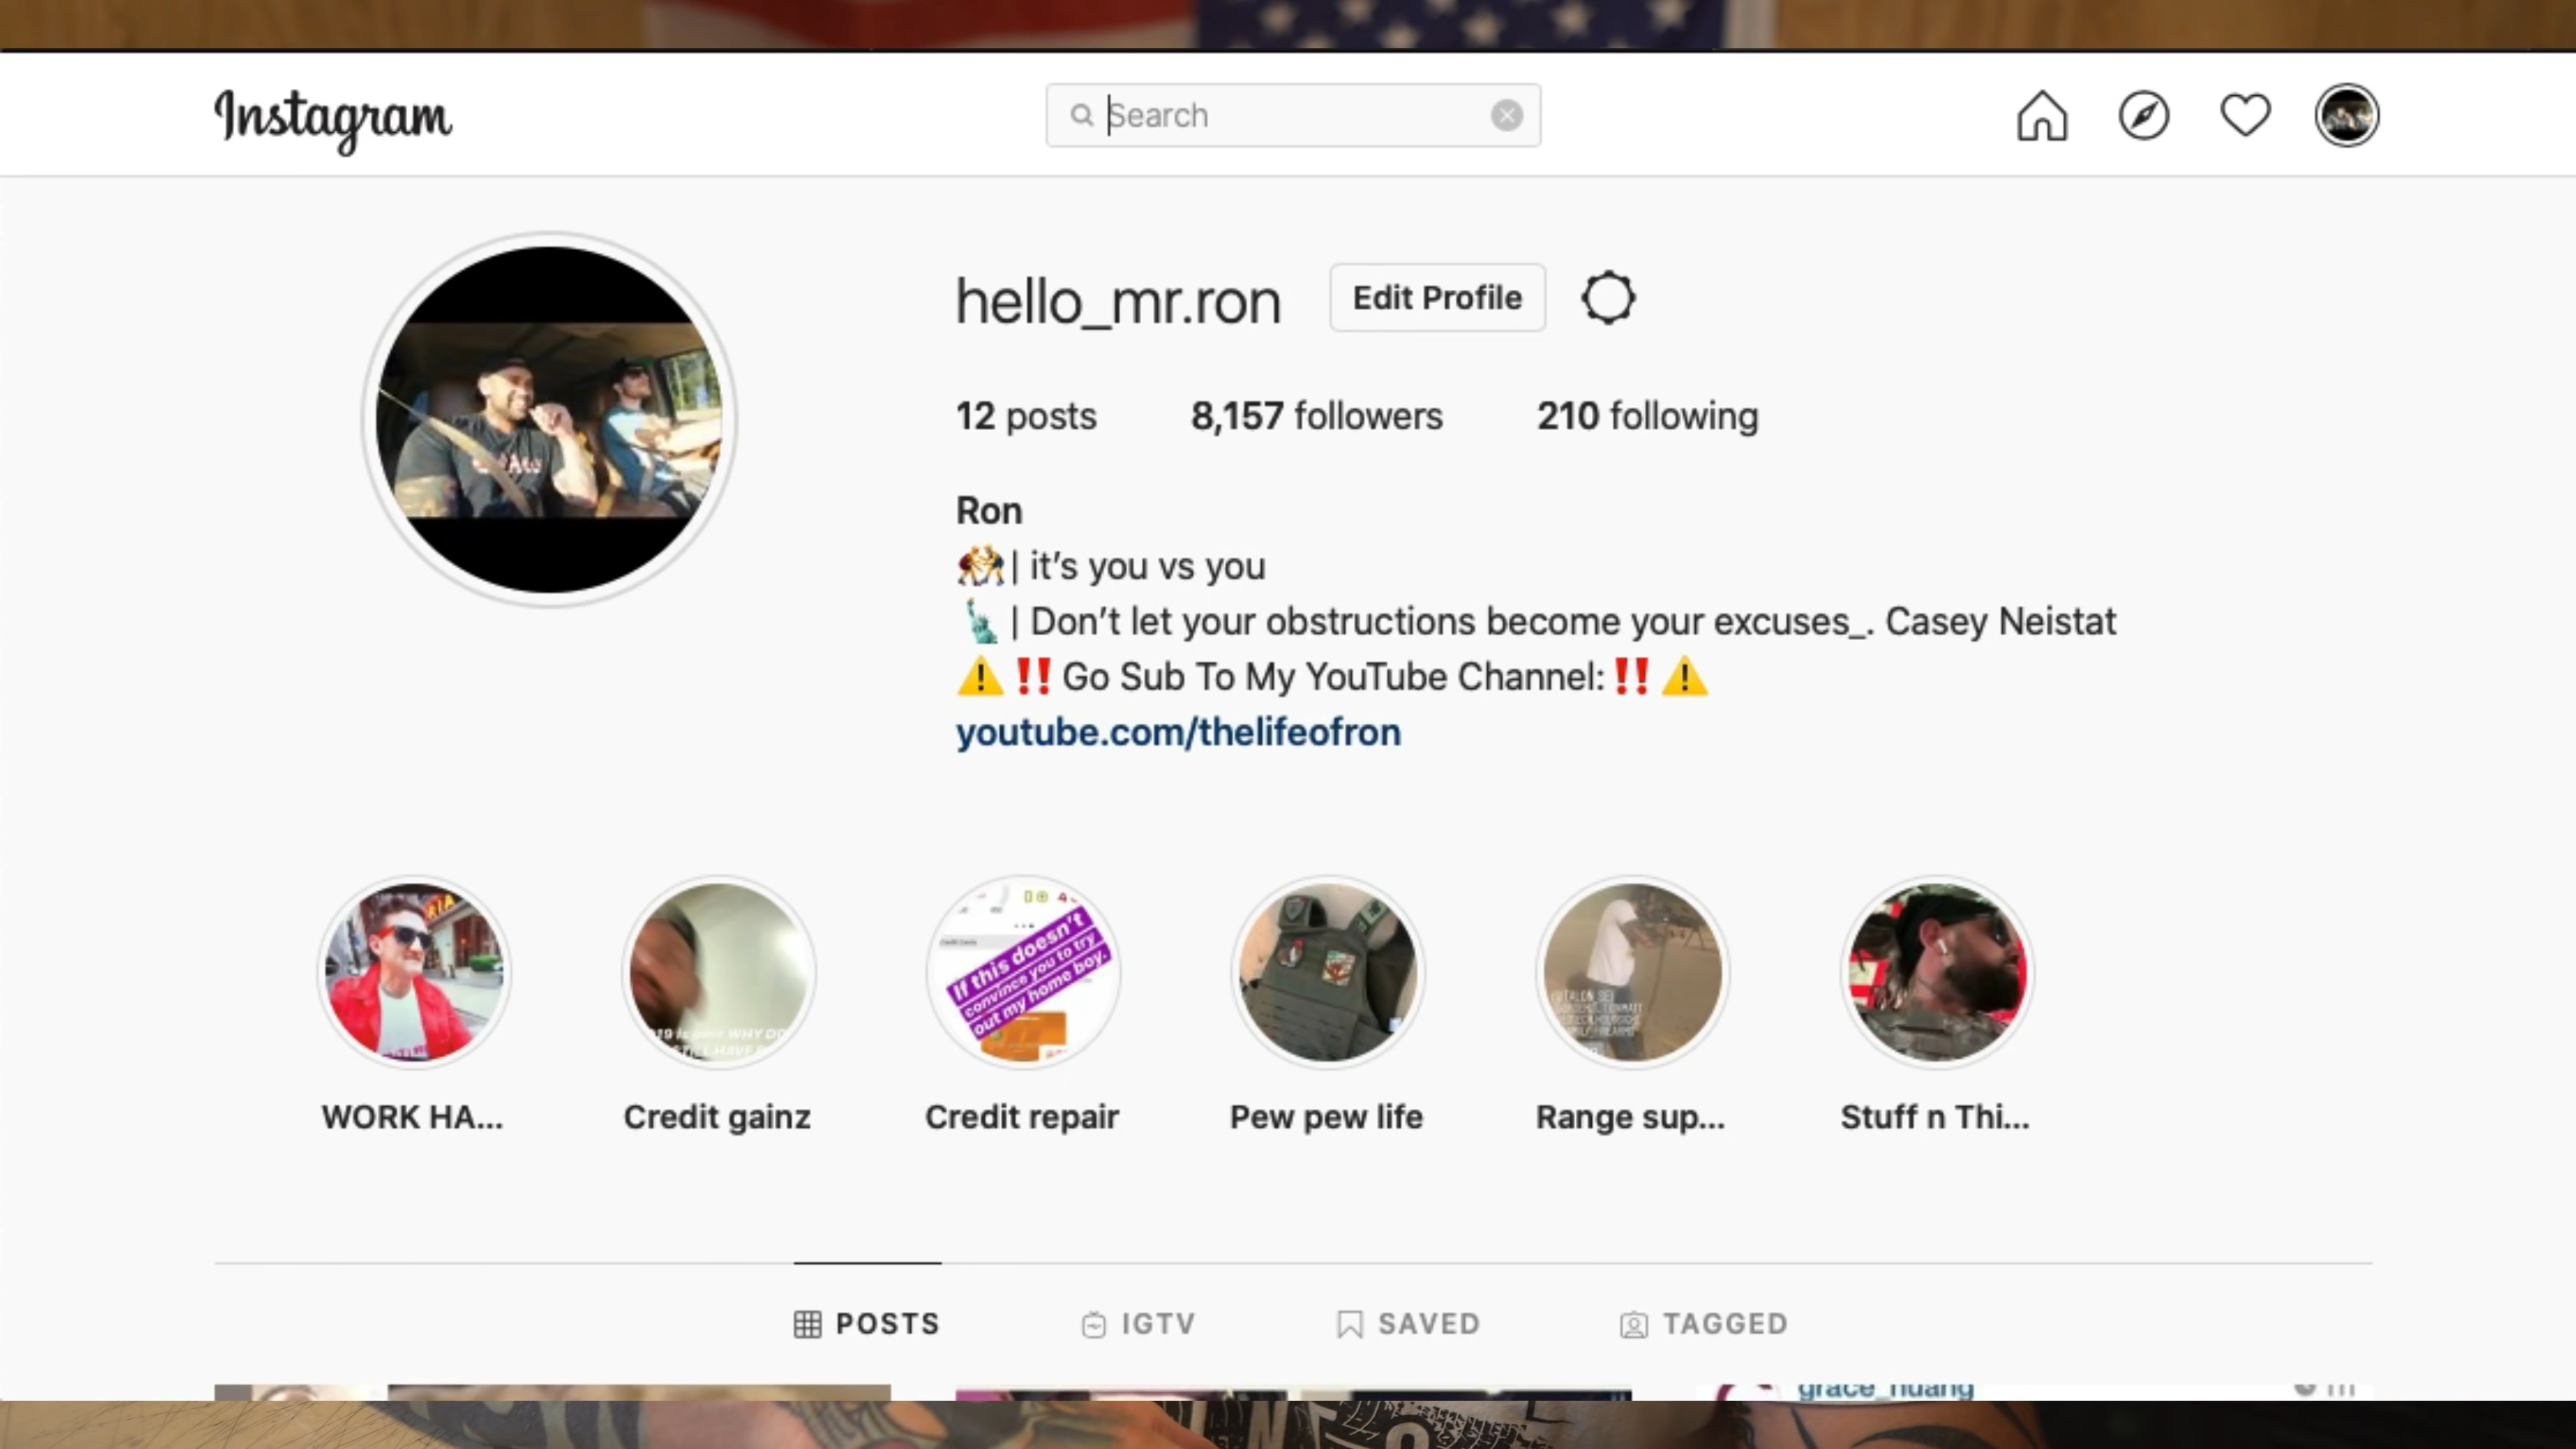 Instagram
Search
hello_mr.ron Edit Profile
12 posts 8,157 followers 210 following
Ron
🤼| it’s you vs you
🗽| Don’t let your obstructions become your excuses_. Casey Neistat
⚠️‼️ Go Sub To My YouTube Channel: ‼️⚠️
youtube.com/thelifeofron
If this doesn't
convince you to try
out my home boy.
WORK HA... Credit gainz Credit repair Pew pew life Range sup... Stuff n Thi...
POSTS IGTV SAVED TAGGED
grace_huang